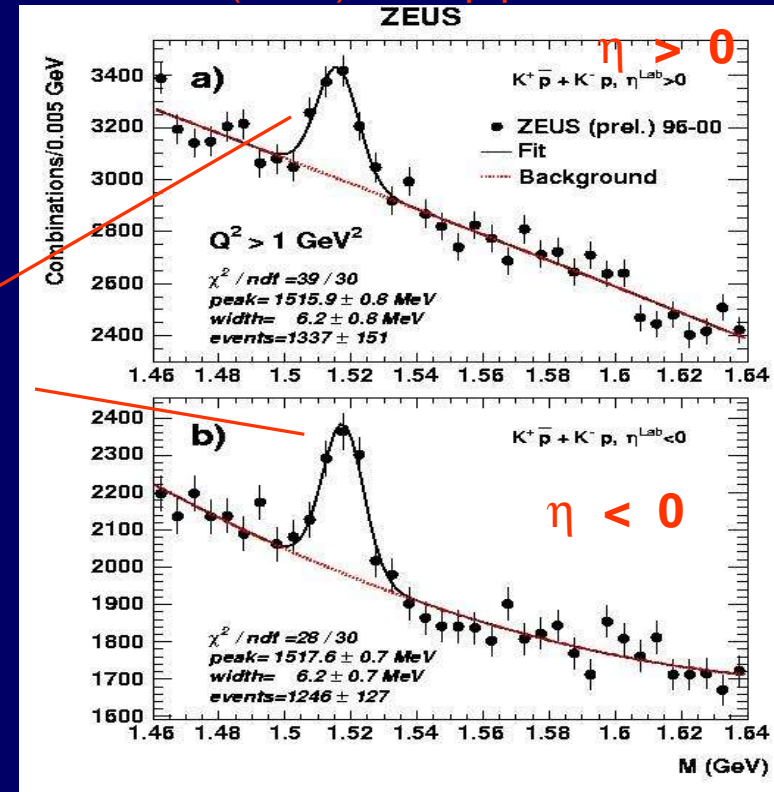 ZEUS
η > 0
Combinations/0.005 GeV
3400
3200
3000
2800
2600
2400
a)
K⁺ p̄ + K⁻ p, η^Lab>0
ZEUS (prel.) 96-00
Fit
Background
Q² > 1 GeV²
χ² / ndf =39 / 30
peak= 1515.9 ± 0.8 MeV
width= 6.2 ± 0.8 MeV
events=1337 ± 151
1.46 1.48 1.5 1.52 1.54 1.56 1.58 1.6 1.62 1.64
2400
2300
2200
2100
2000
1900
1800
1700
1600
b)
K⁺ p̄ + K⁻ p, η^Lab<0
η < 0
χ² / ndf =28 / 30
peak= 1517.6 ± 0.7 MeV
width= 6.2 ± 0.7 MeV
events=1246 ± 127
1.46 1.48 1.5 1.52 1.54 1.56 1.58 1.6 1.62 1.64
M (GeV)